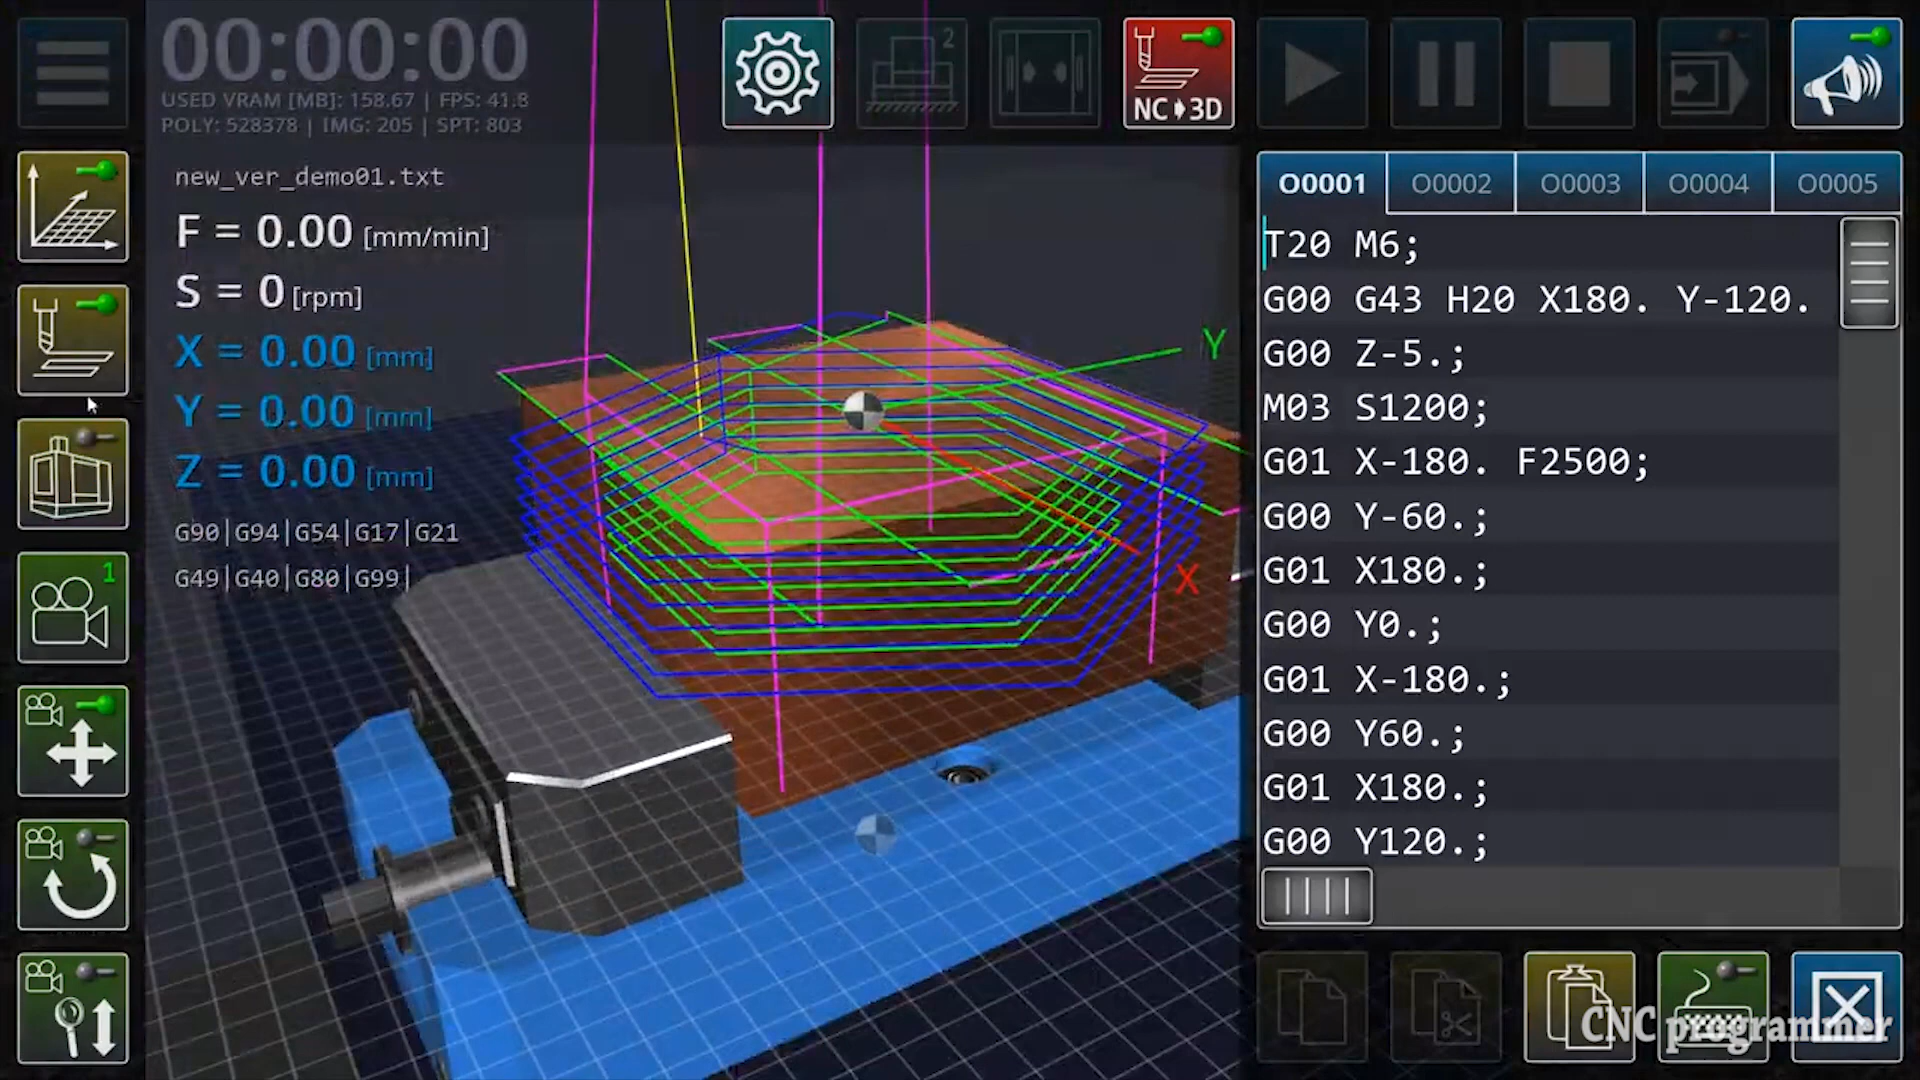 00:00:00
USED VRAM [MB]: 158.67 | FPS: 41.8
POLY: 528378 | IMG: 205 | SPT: 803
2
NC➧3D
new_ver_demo01.txt
F = 0.00 [mm/min]
S = 0 [rpm]
X = 0.00 [mm]
Y = 0.00 [mm]
Z = 0.00 [mm]
G90|G94|G54|G17|G21
G49|G40|G80|G99|
1
Y
X
O0001 O0002 O0003 O0004 O0005
T20 M6;
G00 G43 H20 X180. Y-120.
G00 Z-5.;
M03 S1200;
G01 X-180. F2500;
G00 Y-60.;
G01 X180.;
G00 Y0.;
G01 X-180.;
G00 Y60.;
G01 X180.;
G00 Y120.;
CNC programmer